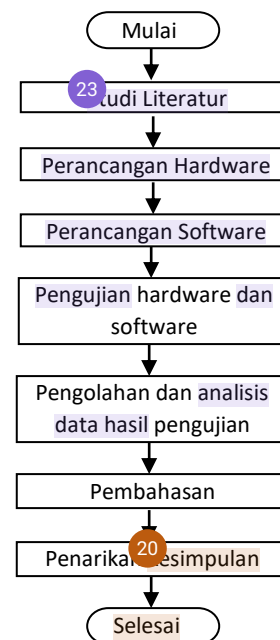 Mulai
23
tudi Literatur
Perancangan Hardware
Perancangan Software
Pengujian hardware dan
software
Pengolahan dan analisis
data hasil pengujian
Pembahasan
20
Penarikan esimpulan
Selesai